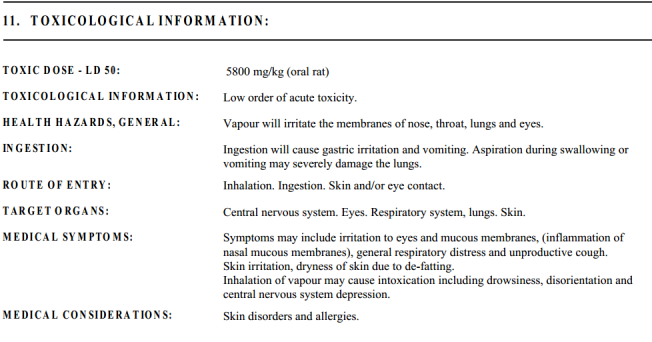 11. TOXICOLOGICAL INFORMATION:
TOXIC DOSE - LD 50: 5800 mg/kg (oral rat)
TOXICOLOGICAL INFORMATION: Low order of acute toxicity.
HEALTH HAZARDS, GENERAL: Vapour will irritate the membranes of nose, throat, lungs and eyes.
INGESTION: Ingestion will cause gastric irritation and vomiting. Aspiration during swallowing or
vomiting may severely damage the lungs.
ROUTE OF ENTRY: Inhalation. Ingestion. Skin and/or eye contact.
TARGET ORGANS: Central nervous system. Eyes. Respiratory system, lungs. Skin.
MEDICAL SYMPTOMS: Symptoms may include irritation to eyes and mucous membranes, (inflammation of
nasal mucous membranes), general respiratory distress and unproductive cough.
Skin irritation, dryness of skin due to de-fatting.
Inhalation of vapour may cause intoxication including drowsiness, disorientation and
central nervous system depression.
MEDICAL CONSIDERATIONS: Skin disorders and allergies.